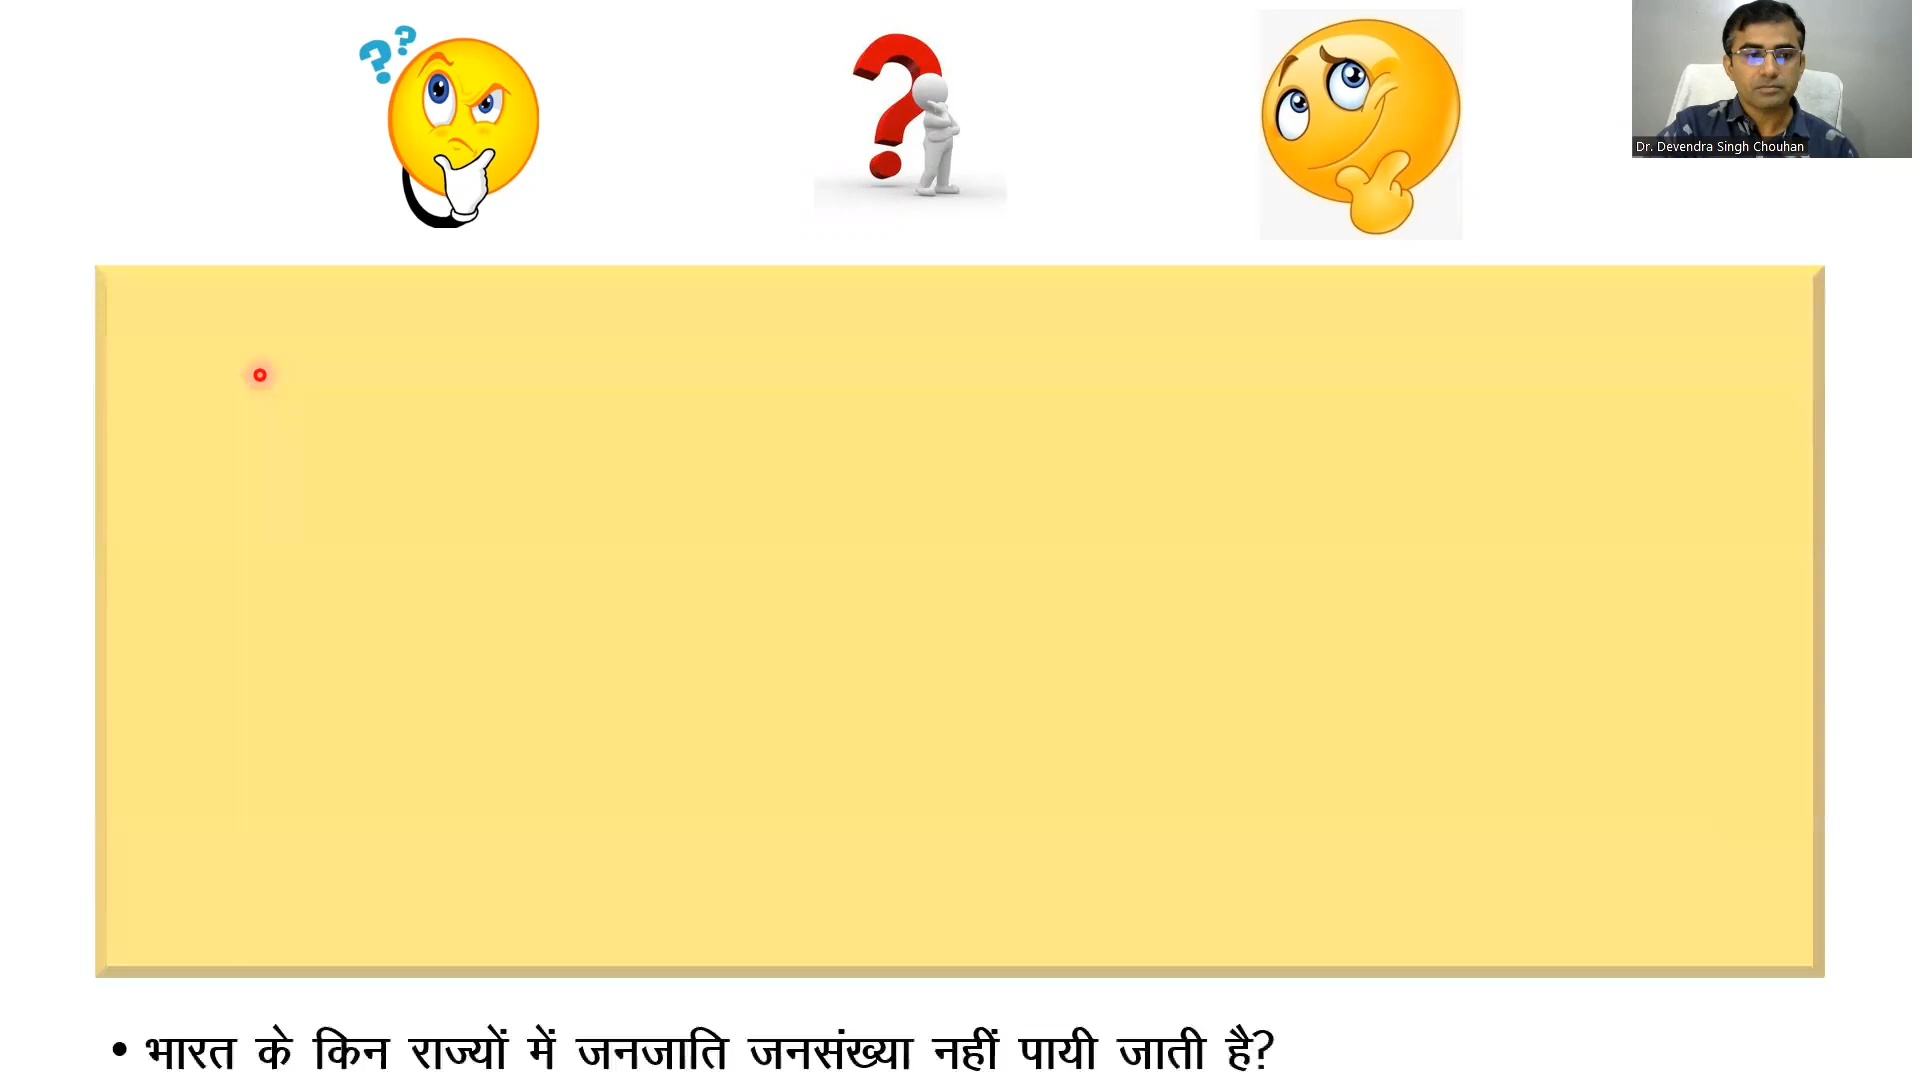 Dr. Devendra Singh Chouhan
• भारत के किन राज्यों में जनजाति जनसंख्या नहीं पायी जाती है?